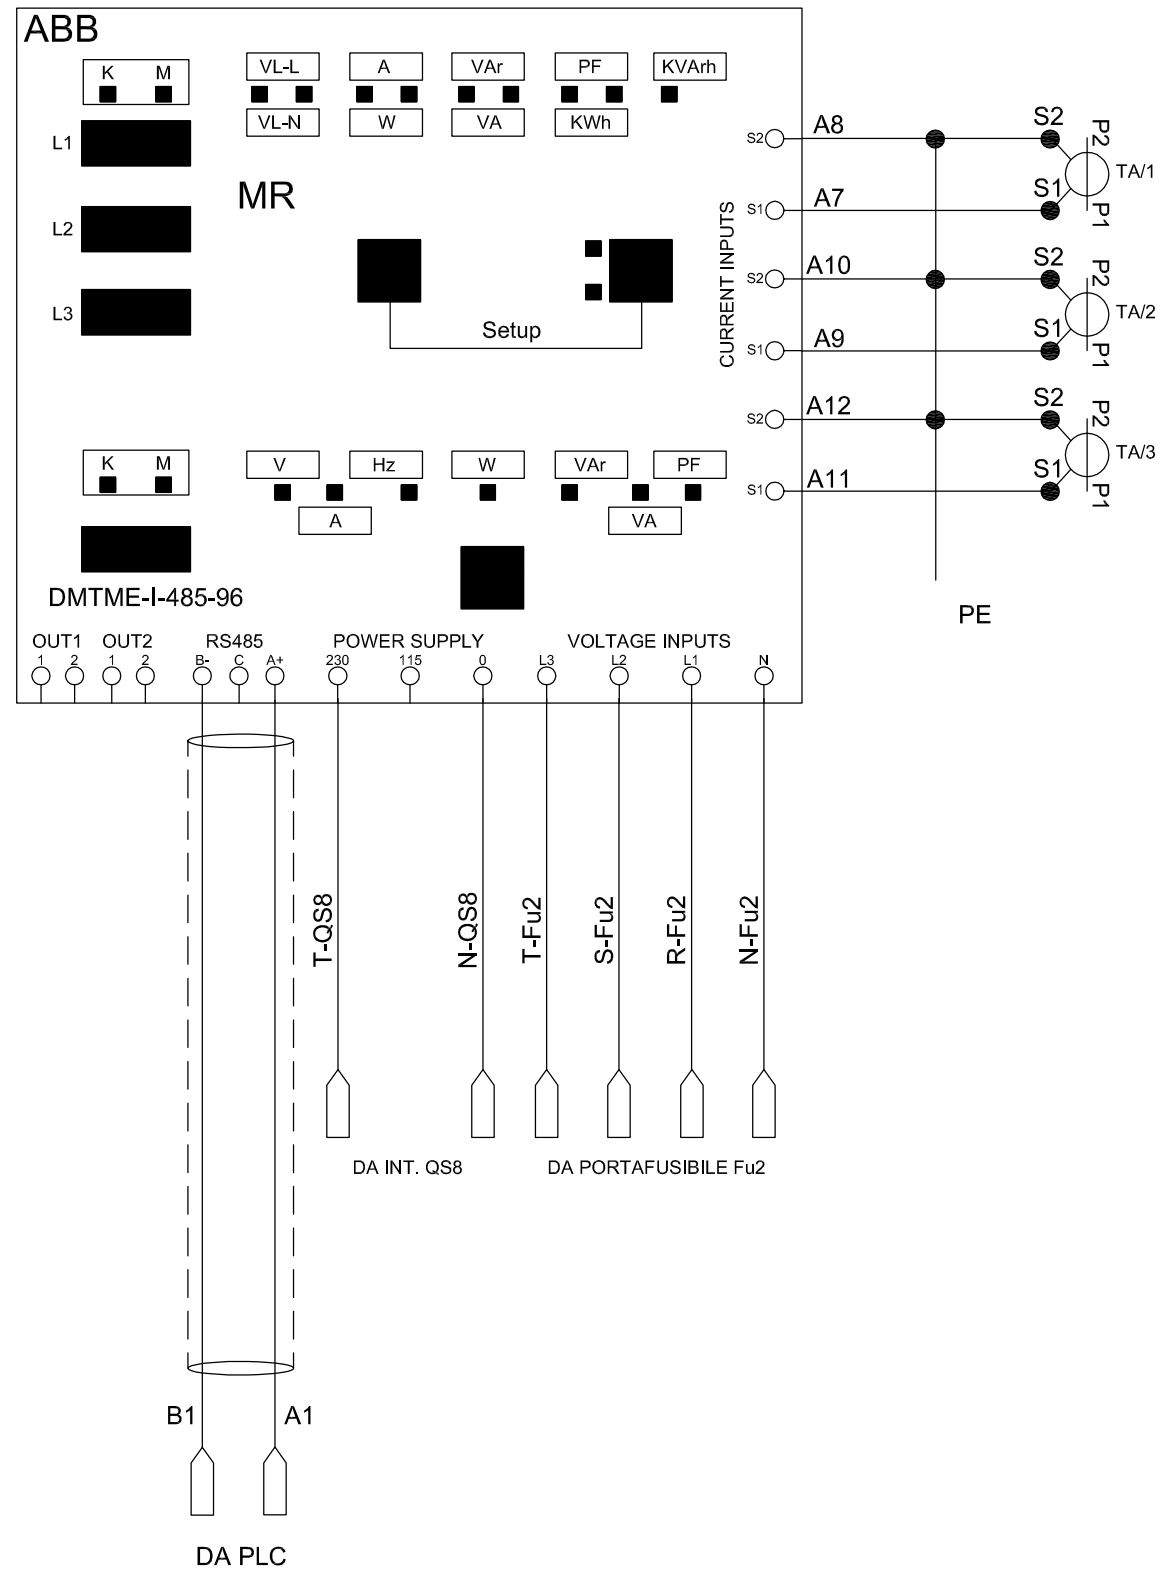 ABB
K M
VL-L A VAr PF KVArh
VL-N W VA KWh
L1
L2
L3
MR
Setup
CURRENT INPUTS
S2 A8 S2 P2
TA/1
S1 A7 S1 P1
S2 A10 S2 P2
TA/2
S1 A9 S1 P1
S2 A12 S2 P2
TA/3
S1 A11 S1 P1
PE
K M
V Hz W VAr PF
A VA
DMTME-I-485-96
OUT1 OUT2 RS485 POWER SUPPLY VOLTAGE INPUTS
1 2 1 2 B- C A+ 230 115 0 L3 L2 L1 N
T-QS8 N-QS8 T-Fu2 S-Fu2 R-Fu2 N-Fu2
DA INT. QS8 DA PORTAFUSIBILE Fu2
B1 A1
DA PLC